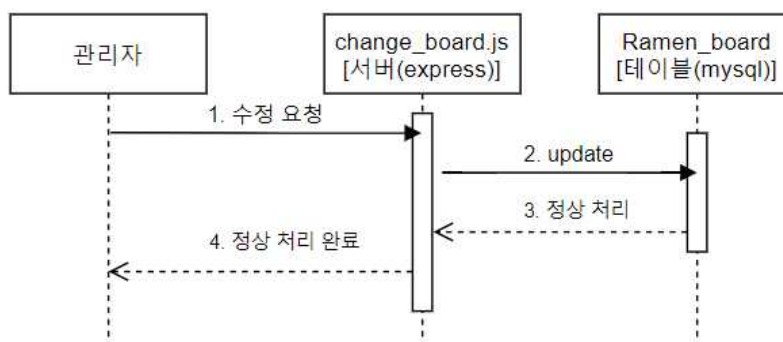 관리자
change_board.js
[서버(express)]
Ramen_board
[테이블(mysql)]
1. 수정 요청
2. update
3. 정상 처리
4. 정상 처리 완료